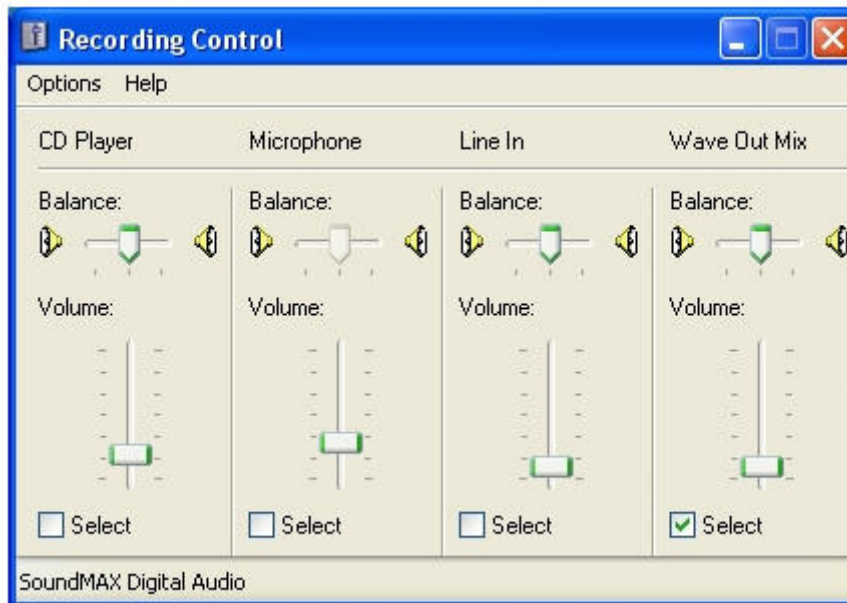 Recording Control
Options Help
CD Player Microphone Line In Wave Out Mix
Balance: Balance: Balance: Balance:
Volume: Volume: Volume: Volume:
Select Select Select Select
SoundMAX Digital Audio